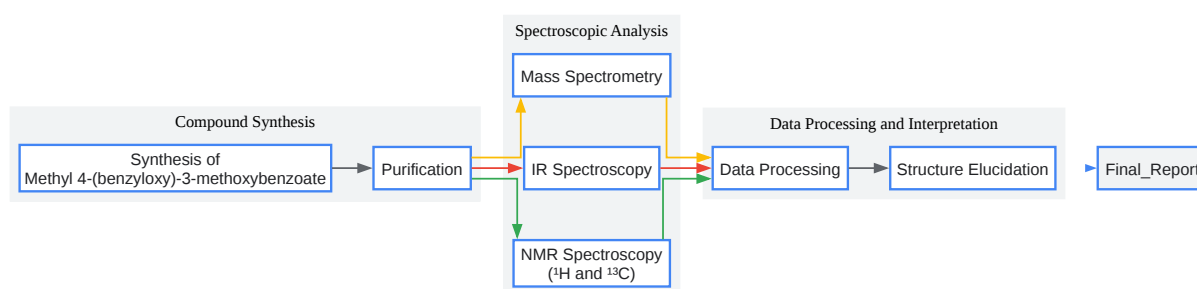 Spectroscopic Analysis
Mass Spectrometry
Compound Synthesis
Data Processing and Interpretation
Synthesis of
Methyl 4-(benzyloxy)-3-methoxybenzoate
Purification
IR Spectroscopy
Data Processing
Structure Elucidation
Final_Report
NMR Spectroscopy
(¹H and ¹³C)